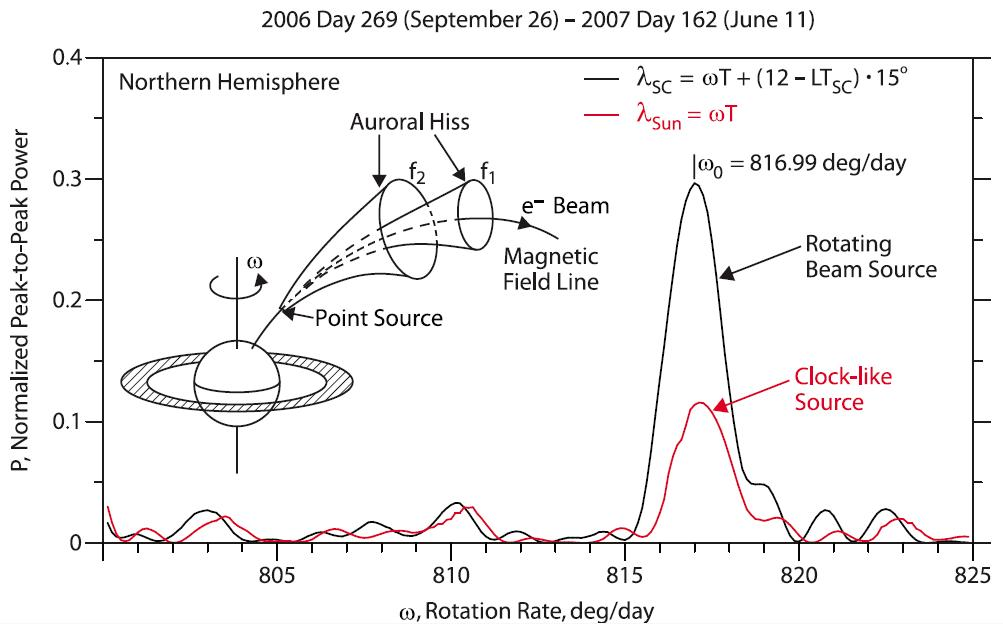 2006 Day 269 (September 26) – 2007 Day 162 (June 11)
0.4
Northern Hemisphere
λSC = ωT + (12 – LTSC) · 15°
λSun = ωT
Auroral Hiss
f2
f1
0.3
|ω0 = 816.99 deg/day
e– Beam
Magnetic
Field Line
Rotating
Beam Source
ω
0.2
Point Source
Clock-like
Source
0.1
0
P, Normalized Peak-to-Peak Power
805
810
815
820
825
ω, Rotation Rate, deg/day